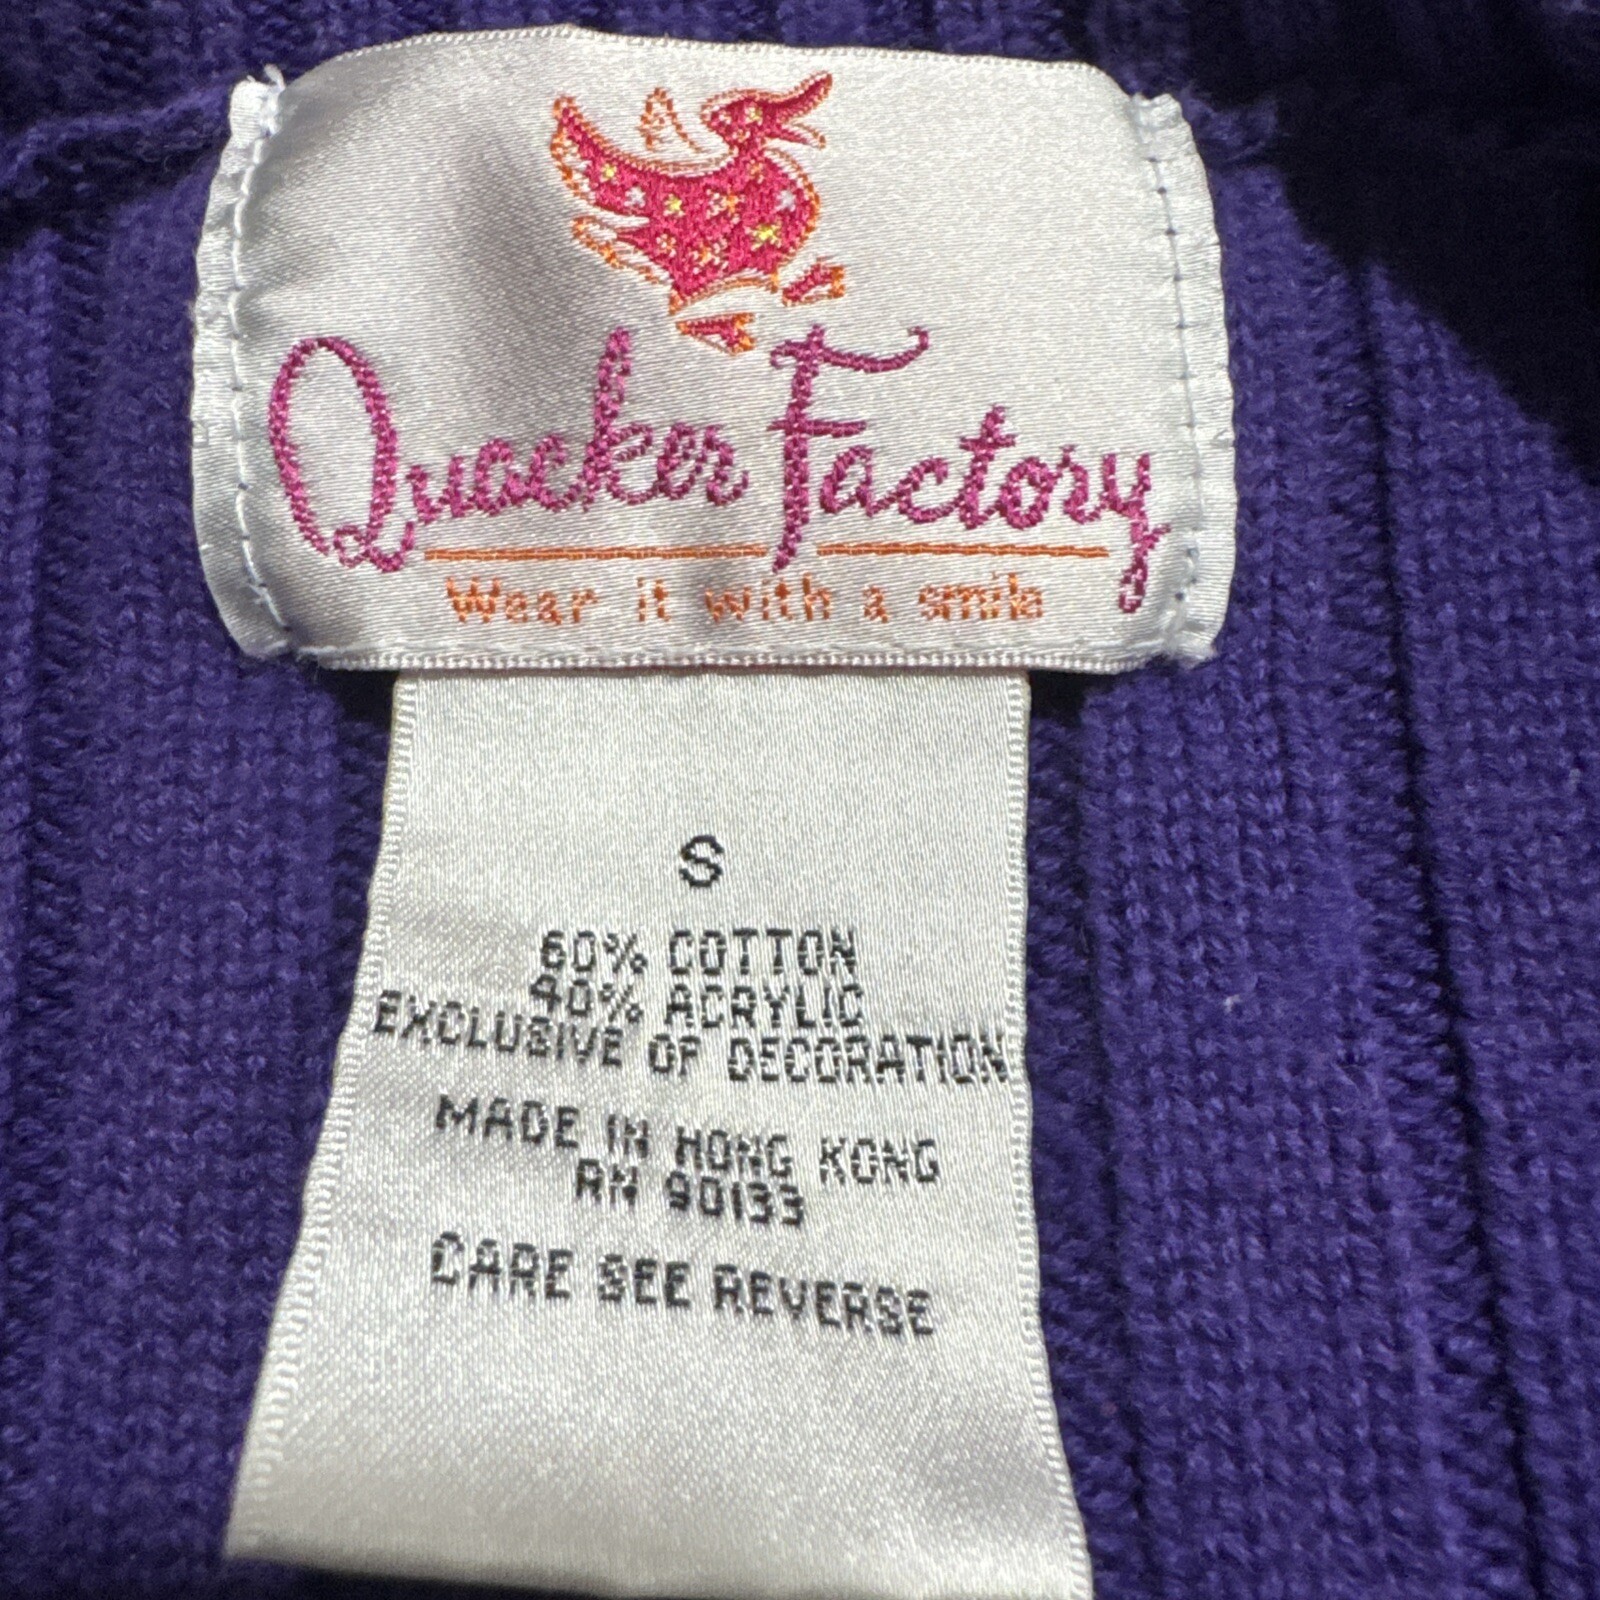 Quacker Factory
Wear it with a smile
S
60% COTTON
40% ACRYLIC
EXCLUSIVE OF DECORATION
MADE IN HONG KONG
RN 90133
CARE SEE REVERSE